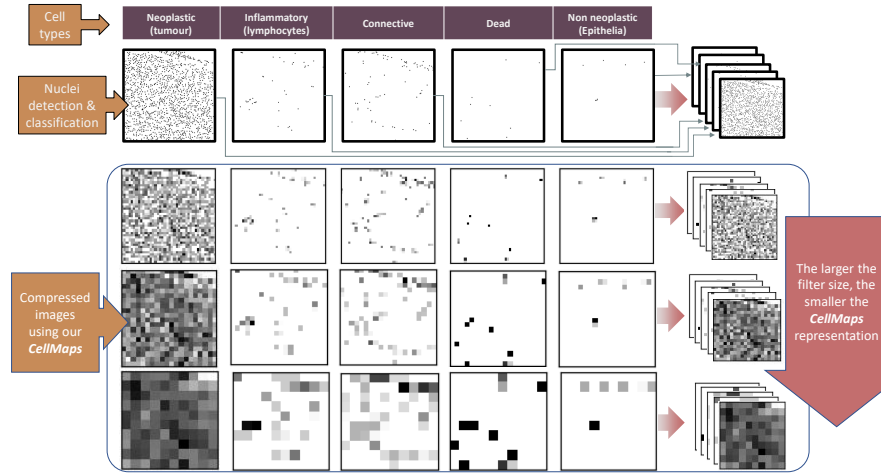 Cell
types
Neoplastic
(tumour)
Inflammatory
(lymphocytes)
Connective
Dead
Non neoplastic
(Epithelia)
Nuclei
detection &
classification
Compressed
images
using our
CellMaps
The larger the
filter size, the
smaller the
CellMaps
representation